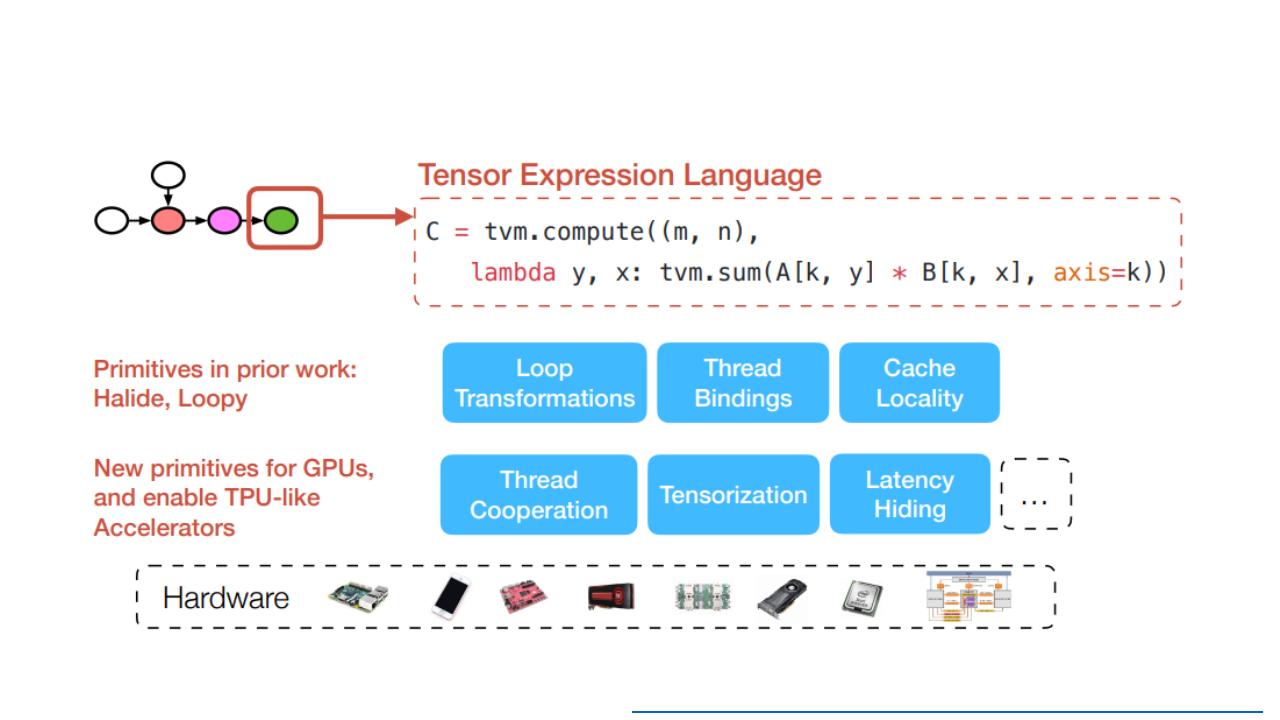 Tensor Expression Language
C = tvm.compute((m, n),
lambda y, x: tvm.sum(A[k, y] * B[k, x], axis=k))
Primitives in prior work:
Halide, Loopy
Loop
Transformations
Thread
Bindings
Cache
Locality
New primitives for GPUs,
and enable TPU-like
Accelerators
Thread
Cooperation
Tensorization
Latency
Hiding
...
Hardware